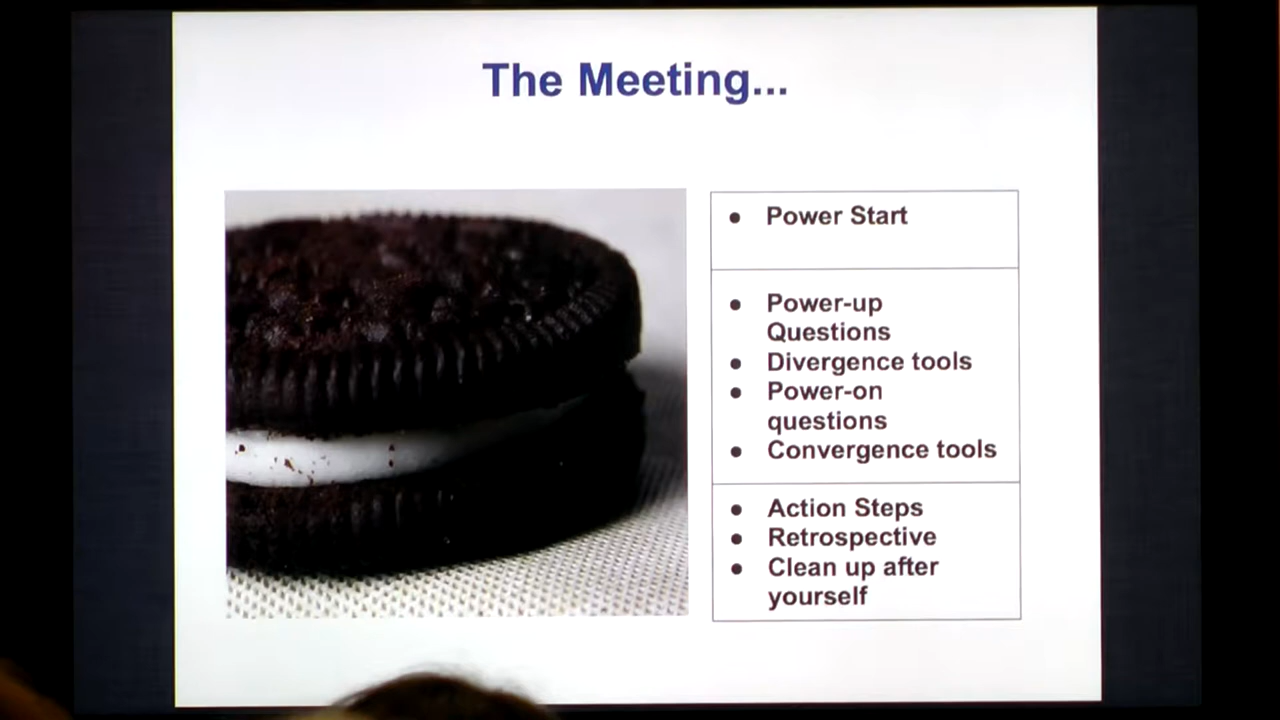 The Meeting...
● Power Start
● Power-up
Questions
● Divergence tools
● Power-on
questions
● Convergence tools
● Action Steps
● Retrospective
● Clean up after
yourself